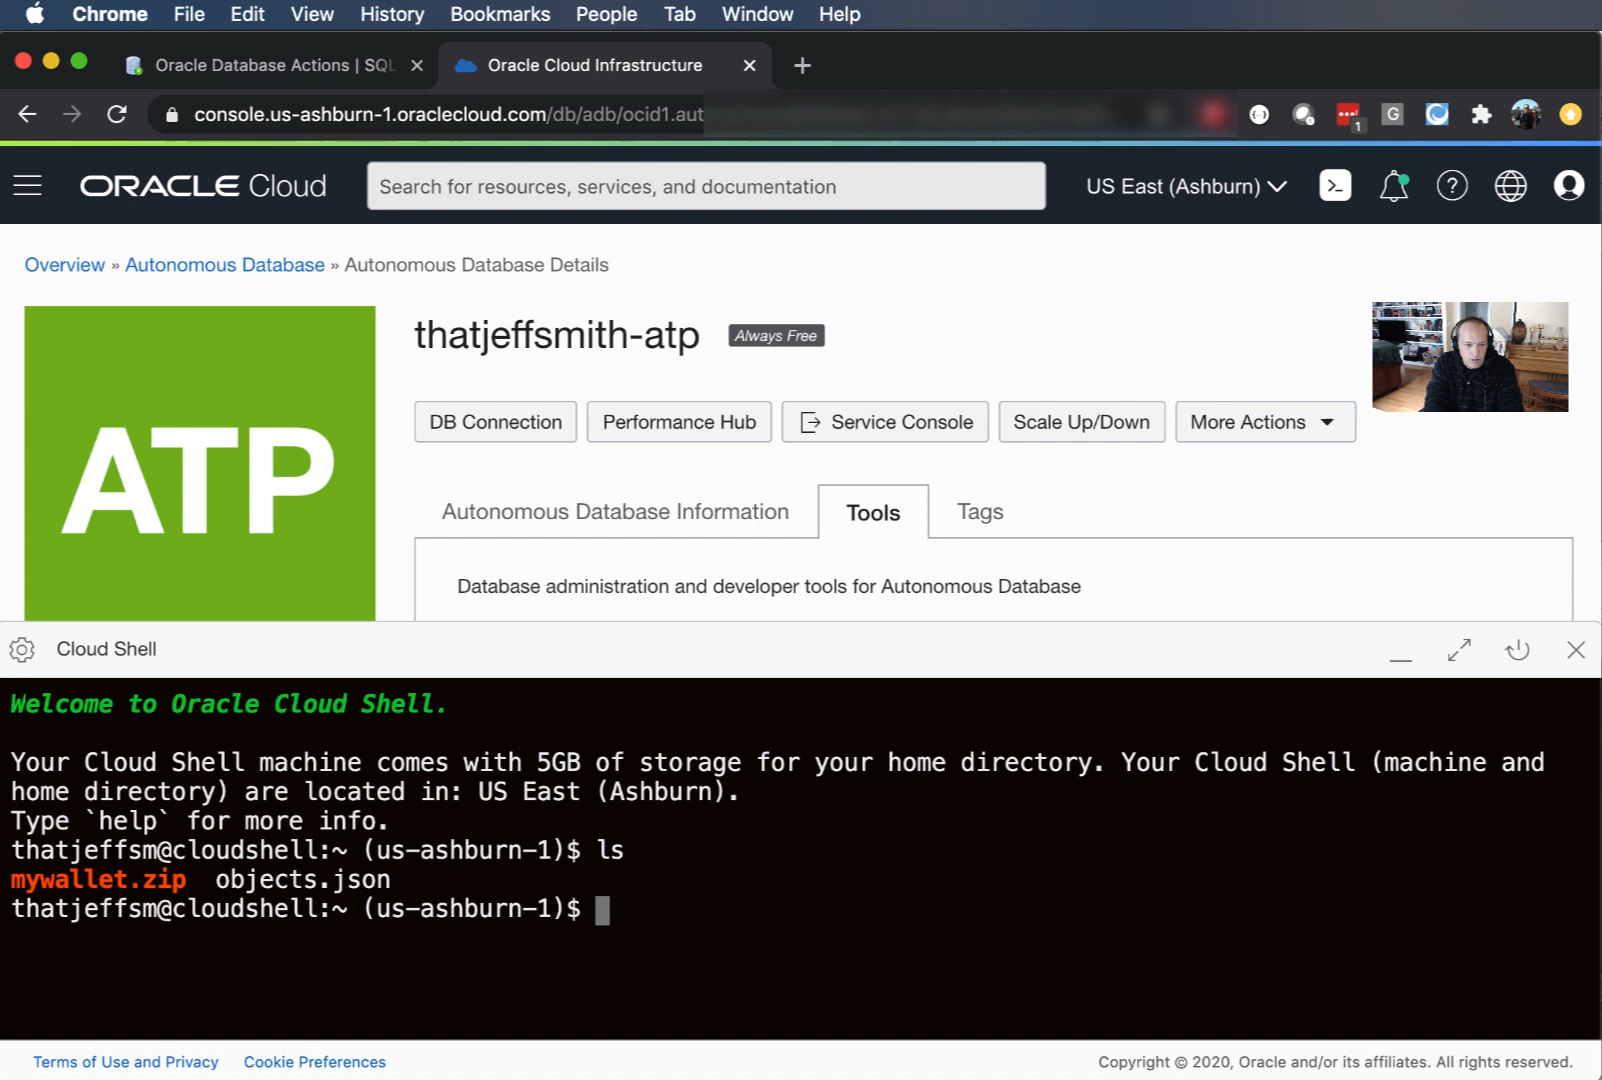 Chrome File Edit View History Bookmarks People Tab Window Help
Oracle Database Actions | SQL
Oracle Cloud Infrastructure
console.us-ashburn-1.oraclecloud.com/db/adb/ocid1.aut
1
G
ORACLE Cloud
Search for resources, services, and documentation
US East (Ashburn)
Overview » Autonomous Database » Autonomous Database Details
ATP
thatjeffsmith-atp
Always Free
DB Connection
Performance Hub
Service Console
Scale Up/Down
More Actions
Autonomous Database Information
Tools
Tags
Database administration and developer tools for Autonomous Database
Cloud Shell
Welcome to Oracle Cloud Shell.
Your Cloud Shell machine comes with 5GB of storage for your home directory. Your Cloud Shell (machine and
home directory) are located in: US East (Ashburn).
Type `help` for more info.
thatjeffsm@cloudshell:~ (us-ashburn-1)$ ls
mywallet.zip objects.json
thatjeffsm@cloudshell:~ (us-ashburn-1)$
Terms of Use and Privacy
Cookie Preferences
Copyright © 2020, Oracle and/or its affiliates. All rights reserved.